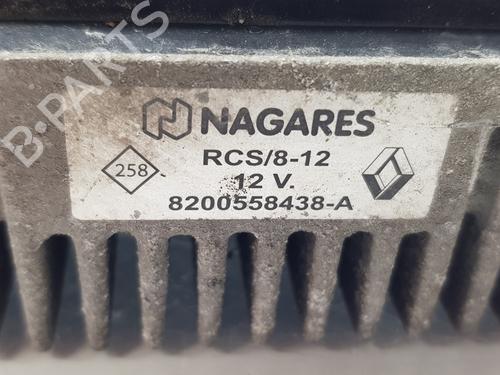 B-PARTS
NAGARES
RCS/8-12
258
12 V.
8200558438-A